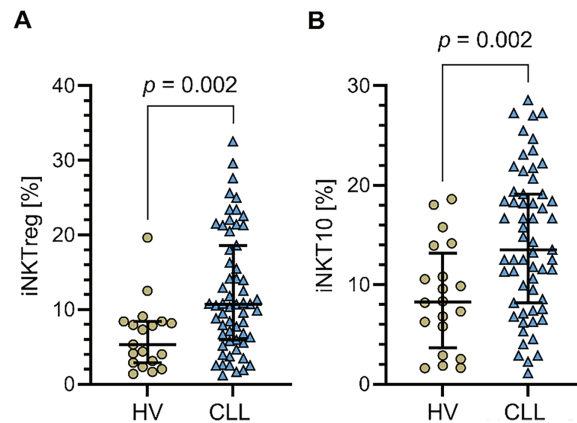 A
B
p = 0.002
p = 0.002
iNKTreg [%]
40
30
20
10
0
HV
CLL
iNKT10 [%]
30
20
10
0
HV
CLL